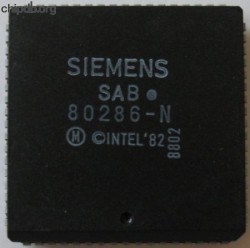 chipdb.org
SIEMENS
SAB
80286-N
Ⓜ ©INTEL'82
8802